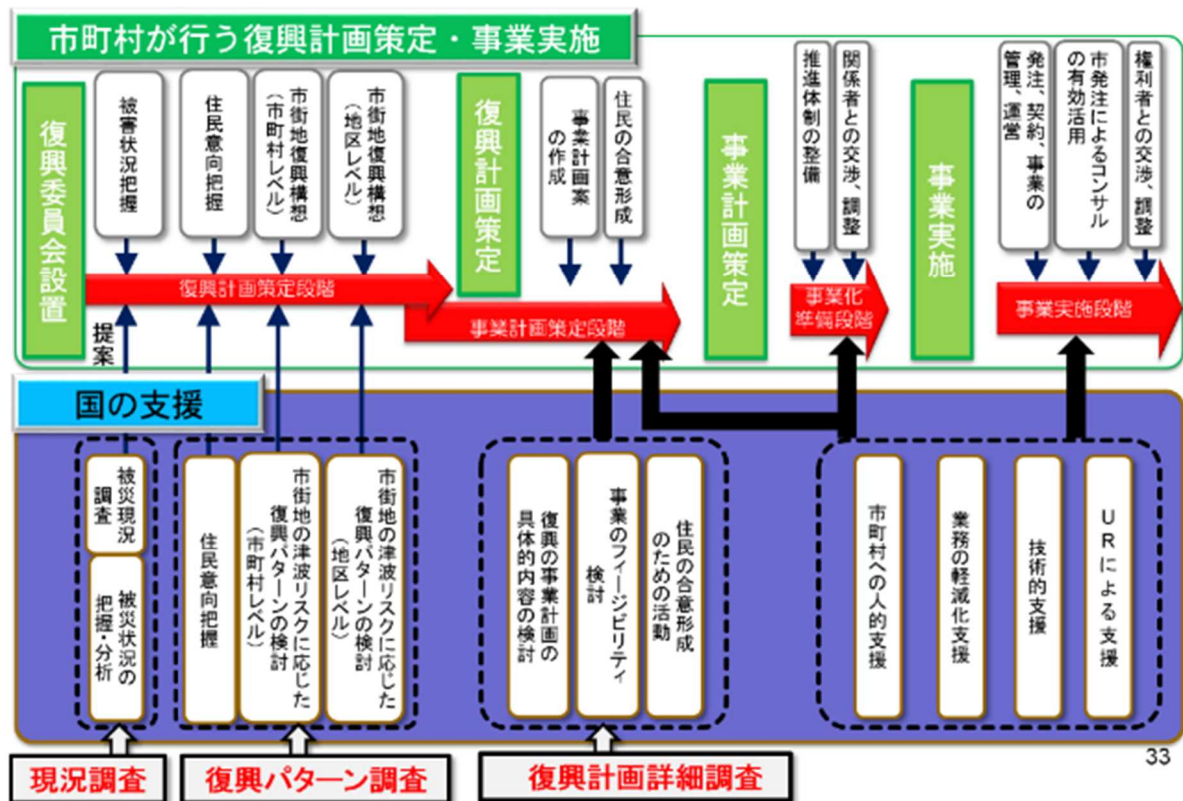 市町村が行う復興計画策定・事業実施
復興委員会設置
被害状況把握
住民意向把握
市街地復興構想
（市町村レベル）
市街地復興構想
（地区レベル）
復興計画策定
事業計画案
の作成
住民の合意形成
事業計画策定
推進体制の整備
関係者との交渉、調整
事業実施
発注、契約、事業の
管理、運営
市発注によるコンサル
の有効活用
権利者との交渉、調整
復興計画策定段階
事業計画策定段階
事業化
準備段階
事業実施段階
提案
国の支援
被災現況
調査
被災状況の
把握・分析
住民意向把握
市街地の津波リスクに応じた
復興パターンの検討
（市町村レベル）
市街地の津波リスクに応じた
復興パターンの検討
（地区レベル）
復興の事業計画の
具体的内容の検討
事業のフィージビリティ
検討
住民の合意形成
のための活動
市町村への人的支援
業務の軽減化支援
技術的支援
ＵＲによる支援
現況調査
復興パターン調査
復興計画詳細調査
33